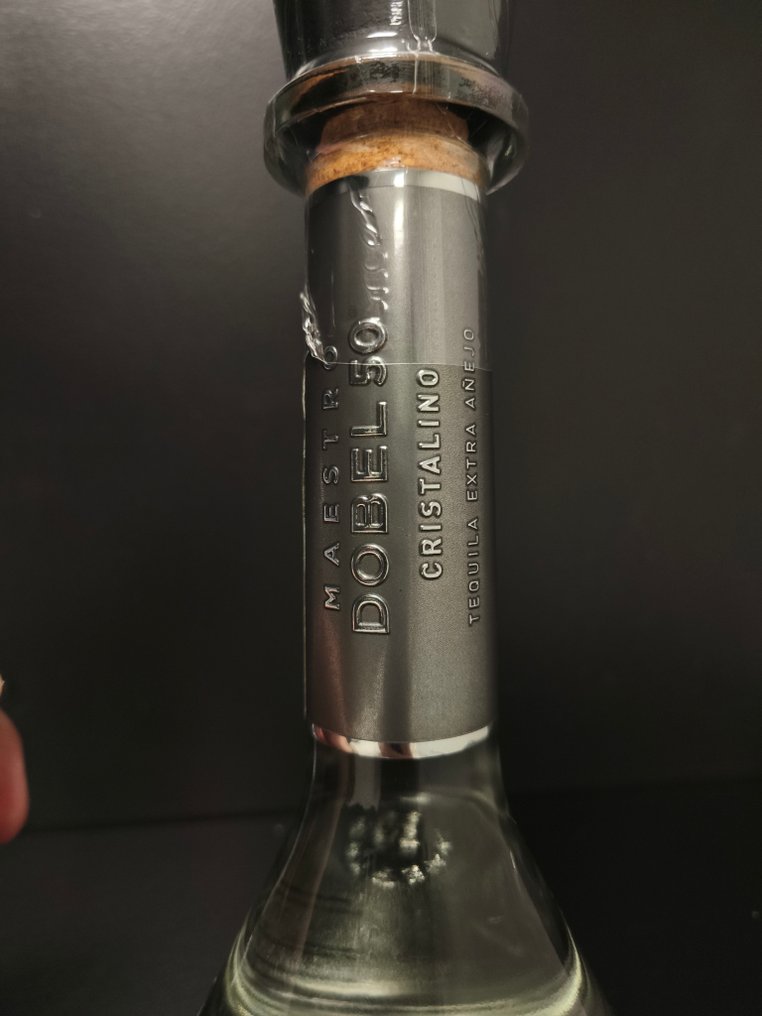 MAESTRO
DOBEL 50
CRISTALINO
TEQUILA EXTRA AÑEJO